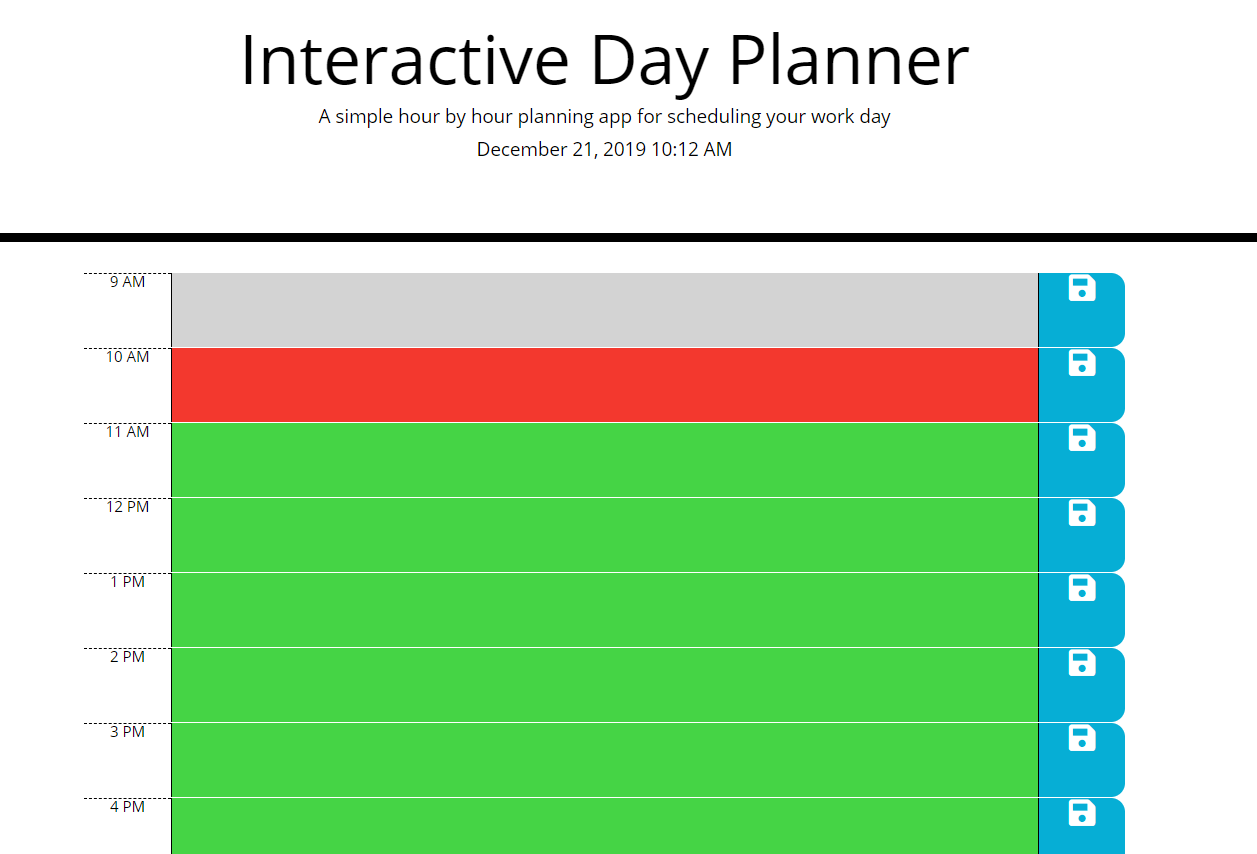 Interactive Day Planner
A simple hour by hour planning app for scheduling your work day
December 21, 2019 10:12 AM
9 AM
10 AM
11 AM
12 PM
1 PM
2 PM
3 PM
4 PM